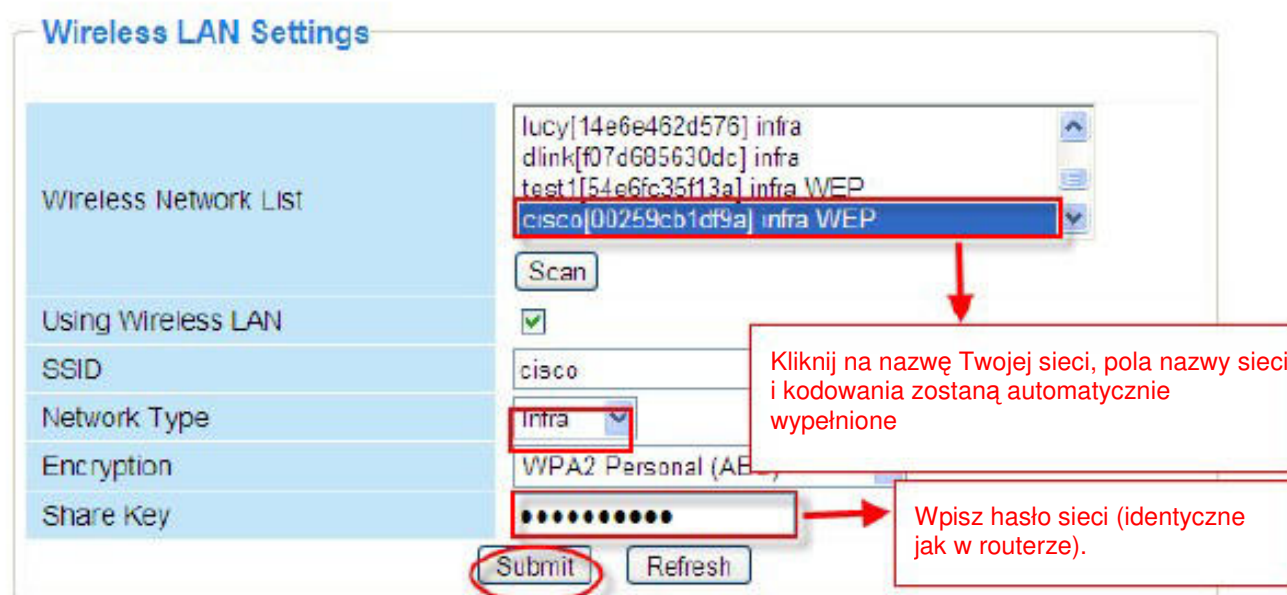 Wireless LAN Settings
lucy[14e6e462d576] infra
dlink[f07d685630dc] infra
test1[54e6fc35f13a] infra WEP
Wireless Network List
cisco[00259cb1df9a] infra WEP
Scan
Using Wireless LAN
SSID
cisco
Kliknij na nazwę Twojej sieci, pola nazwy sieci
i kodowania zostaną automatycznie
wypełnione
Network Type
Infra
Encryption
WPA2 Personal
Share Key
••••••••••
Wpisz hasło sieci (identyczne
jak w routerze).
Submit
Refresh